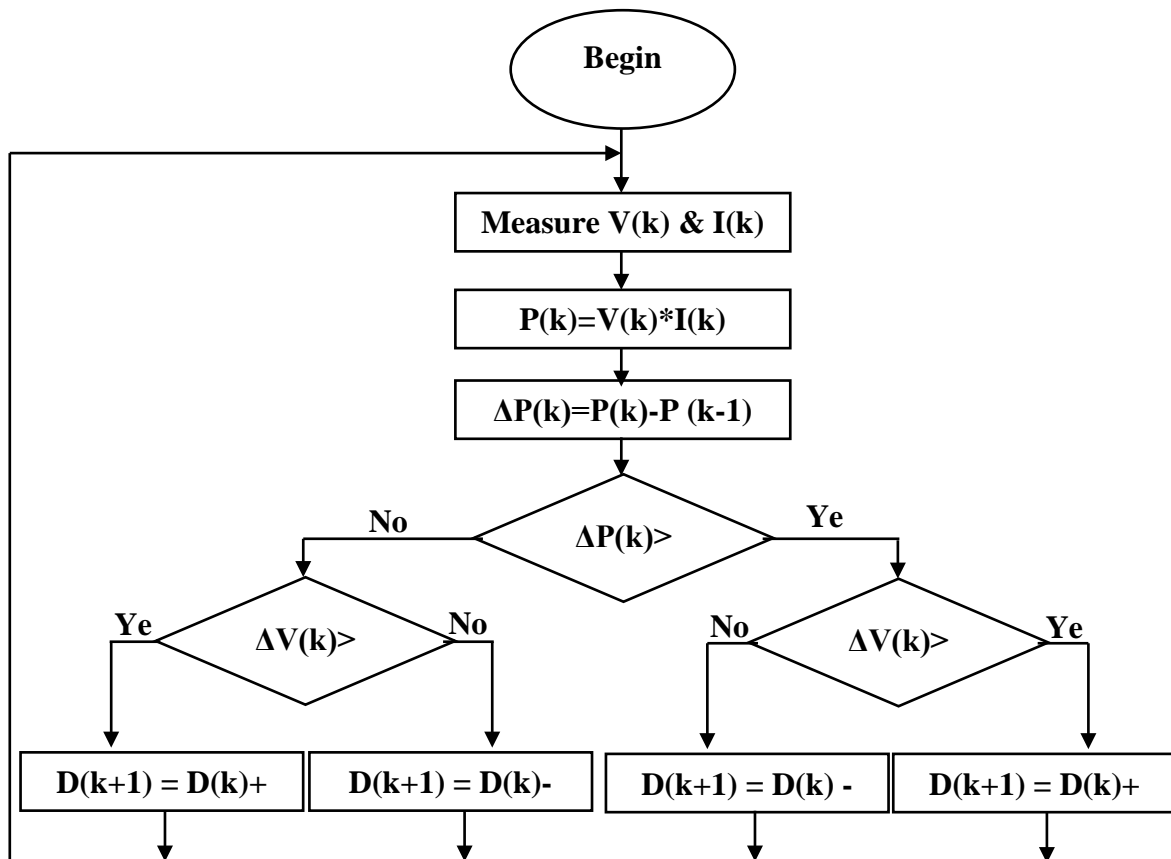 Begin
Measure V(k) & I(k)
P(k)=V(k)*I(k)
ΔP(k)=P(k)-P (k-1)
No
Ye
ΔP(k)>
Ye
No
No
Ye
ΔV(k)>
ΔV(k)>
D(k+1) = D(k)+
D(k+1) = D(k)-
D(k+1) = D(k) -
D(k+1) = D(k)+